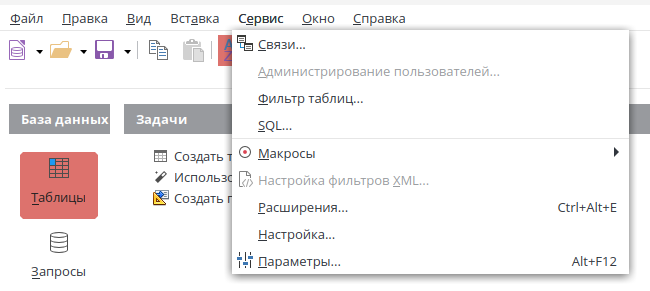 Файл Правка Вид Вставка Сервис Окно Справка
Связи...
Администрирование пользователей...
Фильтр таблиц...
SQL...
База данных Задачи
Макросы
Создать т
Настройка фильтров XML...
Использо
Таблицы
Создать
Расширения... Ctrl+Alt+E
Настройка...
Параметры... Alt+F12
Запросы